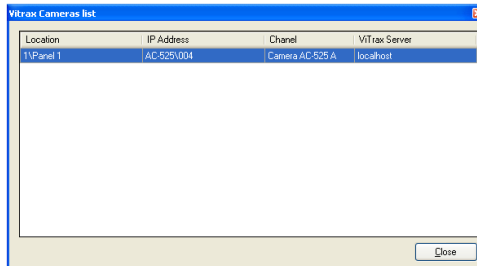 Vitrax Cameras list
Location IP Address Chanel ViTrax Server
1\Panel 1 AC-525\004 Camera AC-525 A localhost
Close